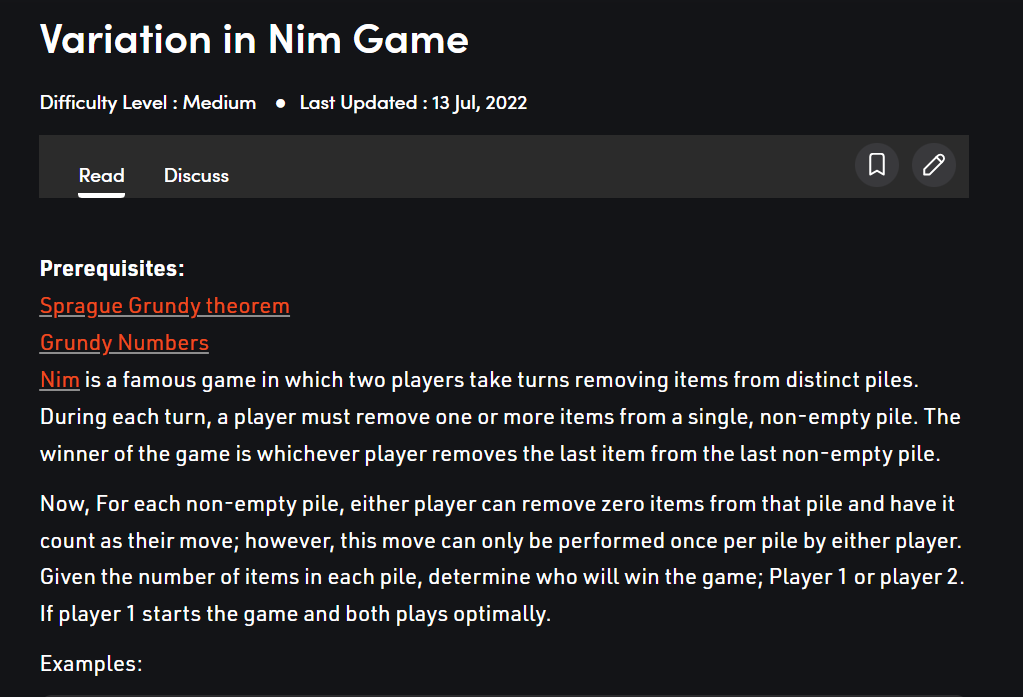 Variation in Nim Game
Difficulty Level : Medium ● Last Updated : 13 Jul, 2022
Read Discuss
Prerequisites:
Sprague Grundy theorem
Grundy Numbers
Nim is a famous game in which two players take turns removing items from distinct piles.
During each turn, a player must remove one or more items from a single, non-empty pile. The
winner of the game is whichever player removes the last item from the last non-empty pile.
Now, For each non-empty pile, either player can remove zero items from that pile and have it
count as their move; however, this move can only be performed once per pile by either player.
Given the number of items in each pile, determine who will win the game; Player 1 or player 2.
If player 1 starts the game and both plays optimally.
Examples: